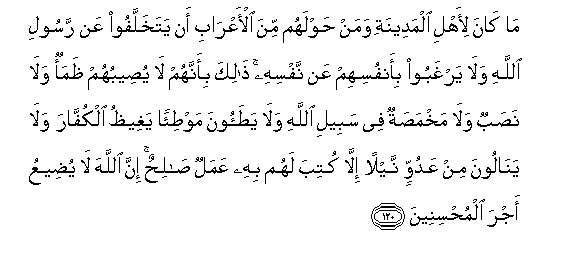 مَا كَانَ لِأَهْلِ ٱلْمَدِينَةِ وَمَنْ حَوْلَهُم مِّنَ ٱلْأَعْرَابِ أَن يَتَخَلَّفُوا۟ عَن رَّسُولِ
ٱللَّهِ وَلَا يَرْغَبُوا۟ بِأَنفُسِهِمْ عَن نَّفْسِهِۦ ۚ ذَٰلِكَ بِأَنَّهُمْ لَا يُصِيبُهُمْ ظَمَأٌ وَلَا
نَصَبٌ وَلَا مَخْمَصَةٌ فِى سَبِيلِ ٱللَّهِ وَلَا يَطَـُٔونَ مَوْطِئًا يَغِيظُ ٱلْكُفَّارَ وَلَا
يَنَالُونَ مِنْ عَدُوٍّ نَّيْلًا إِلَّا كُتِبَ لَهُم بِهِۦ عَمَلٌ صَـٰلِحٌ ۚ إِنَّ ٱللَّهَ لَا يُضِيعُ
أَجْرَ ٱلْمُحْسِنِينَ ١٢٠